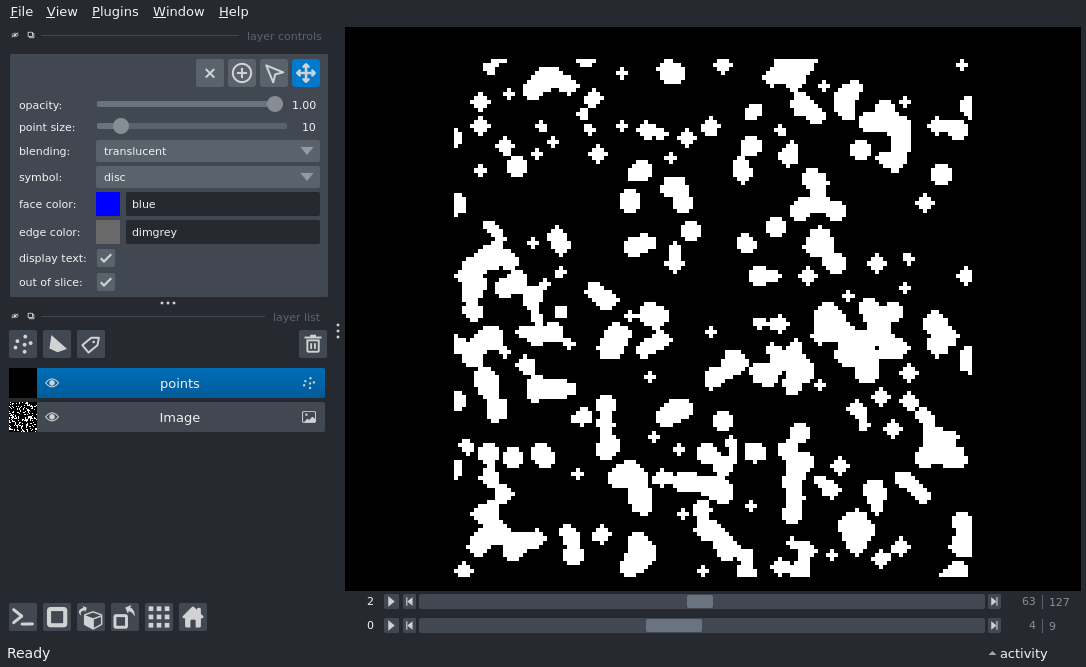 File View Plugins Window Help
layer controls
opacity: 1.00
point size: 10
blending: translucent
symbol: disc
face color: blue
edge color: dimgrey
display text:
out of slice:
layer list
points
Image
2 63 | 127
0 4 | 9
Ready activity